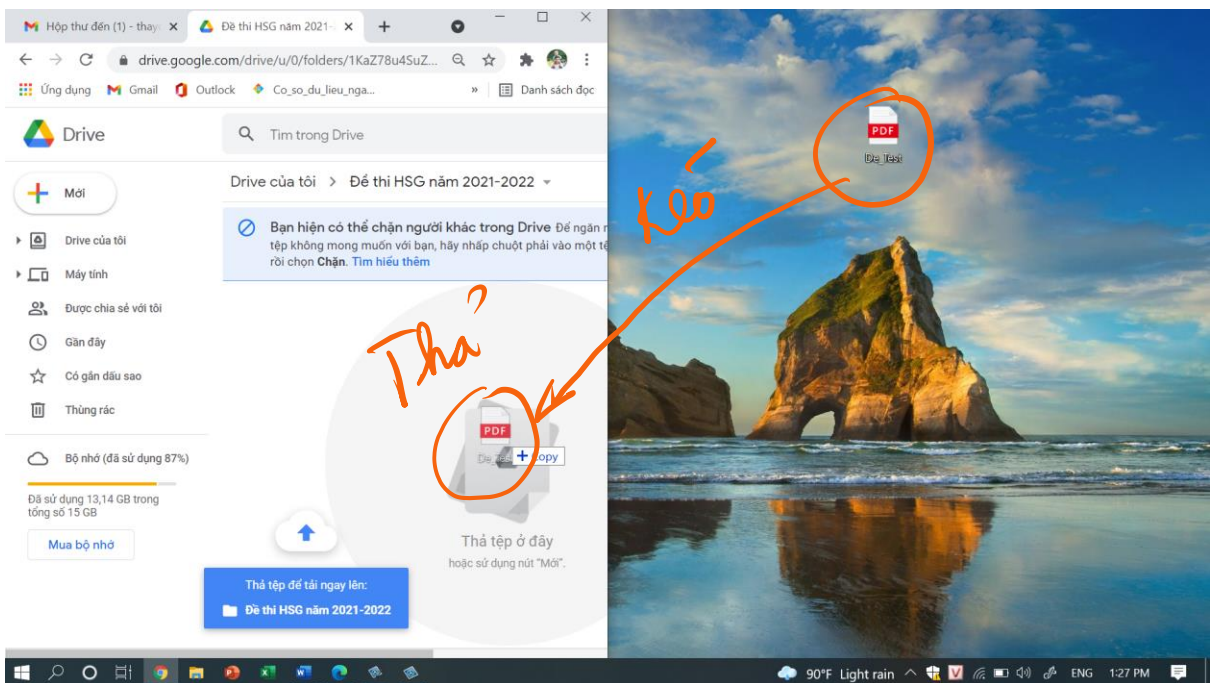 Hộp thư đến (1) - thay
Đề thi HSG năm 2021-
drive.google.com/drive/u/0/folders/1KaZ78u4SuZ...
Ứng dụng
Gmail
Outlock
Co_so_du_lieu_nga...
»
Danh sách đọc
Drive
Tìm trong Drive
Mới
Drive của tôi > Đề thi HSG năm 2021-2022
Bạn hiện có thể chặn người khác trong Drive Để ngăn
tệp không mong muốn với bạn, hãy nhấp chuột phải vào một tệ
rồi chọn Chặn. Tìm hiểu thêm
Drive của tôi
Máy tính
Được chia sẻ với tôi
Gần đây
Có gắn dấu sao
Thùng rác
Bộ nhớ (đã sử dụng 87%)
Đã sử dụng 13,14 GB trong
tổng số 15 GB
Mua bộ nhớ
Thả
PDF
+ Copy
Thả tệp ở đây
hoặc sử dụng nút "Mới".
Thả tệp để tải ngay lên:
Đề thi HSG năm 2021-2022
Kéo
PDF
De_Test
90°F Light rain
ENG
1:27 PM